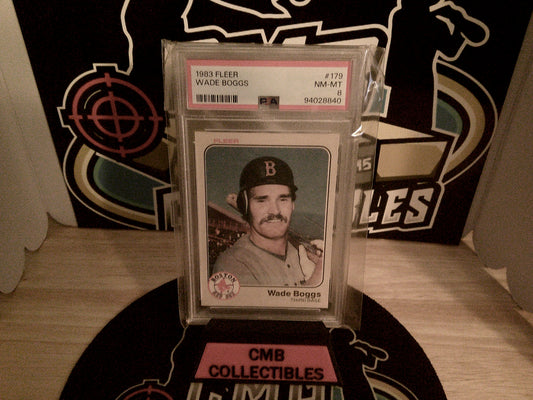 1983 FLEER #179
WADE BOGGS NM-MT
8
PSA 94028840
FLEER
B
BOSTON
RED SOX
Wade Boggs
THIRD BASE
CMB
COLLECTIBLES